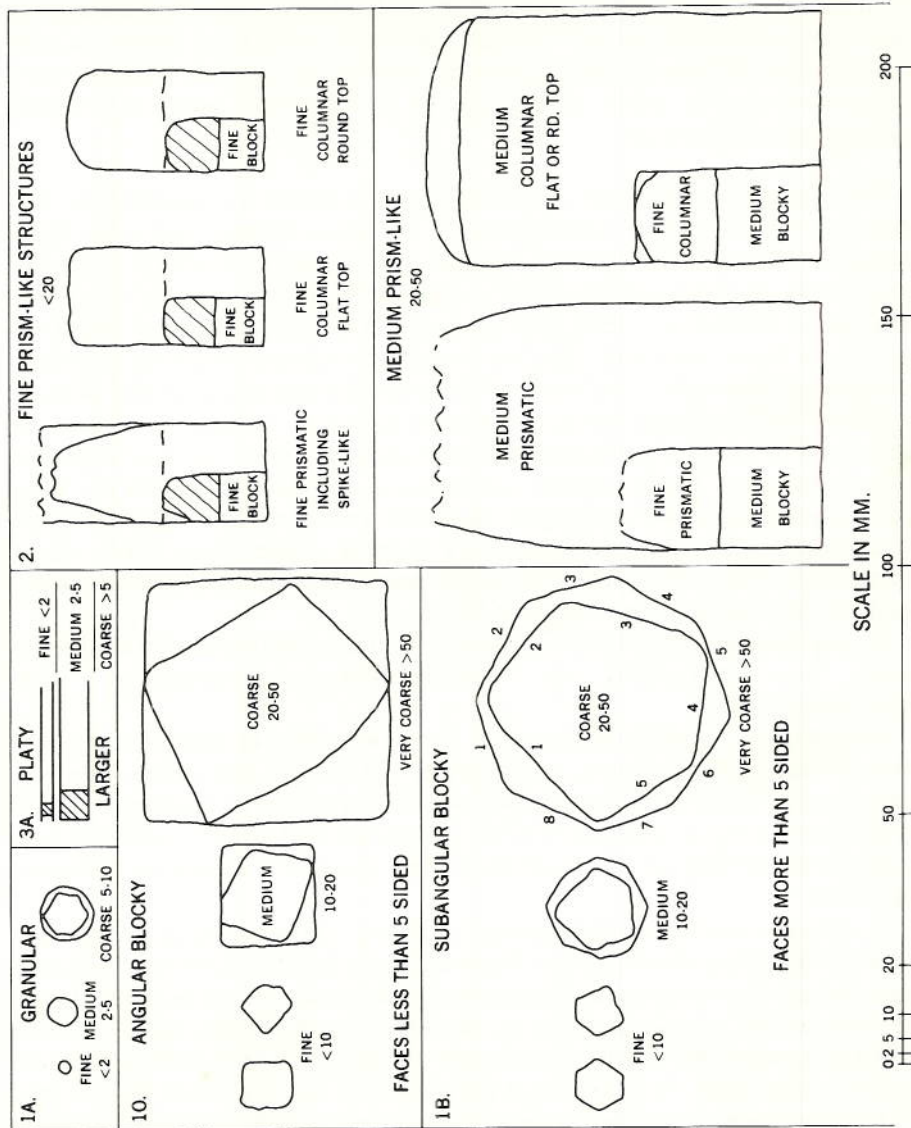 1A. GRANULAR
FINE
<2
MEDIUM
2-5
COARSE 5-10
3A. PLATY
FINE <2
MEDIUM 2-5
COARSE >5
LARGER
10. ANGULAR BLOCKY
FINE
<10
MEDIUM
10-20
COARSE
20-50
VERY COARSE >50
FACES LESS THAN 5 SIDED
1B. SUBANGULAR BLOCKY
FINE
<10
MEDIUM
10-20
COARSE
20-50
1
2
3
4
5
1
2
3
4
5
6
7
8
VERY COARSE >50
FACES MORE THAN 5 SIDED
2. FINE PRISM-LIKE STRUCTURES
<20
FINE
BLOCK
FINE PRISMATIC
INCLUDING
SPIKE-LIKE
FINE
BLOCK
FINE
COLUMNAR
FLAT TOP
FINE
BLOCK
FINE
COLUMNAR
ROUND TOP
MEDIUM PRISM-LIKE
20-50
MEDIUM
PRISMATIC
FINE
PRISMATIC
MEDIUM
BLOCKY
MEDIUM
COLUMNAR
FLAT OR RD. TOP
FINE
COLUMNAR
MEDIUM
BLOCKY
SCALE IN MM.
0 2 5 10 20 50 100 150 200